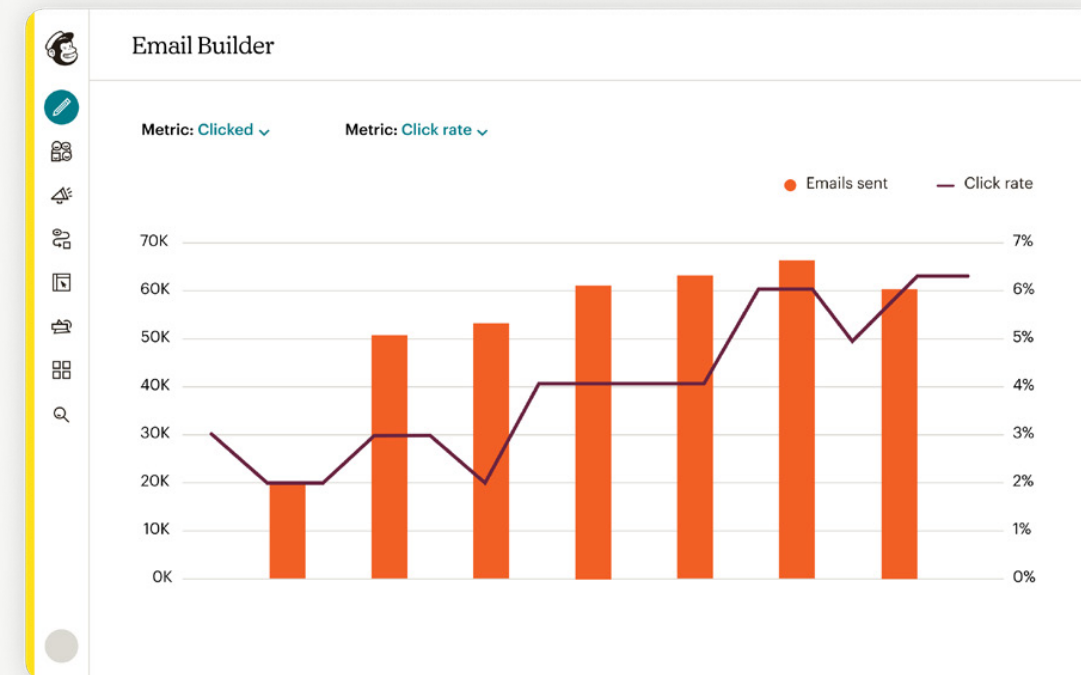 Email Builder
Metric: Clicked
Metric: Click rate
Emails sent
Click rate
70K
7%
60K
6%
50K
5%
40K
4%
30K
3%
20K
2%
10K
1%
0K
0%